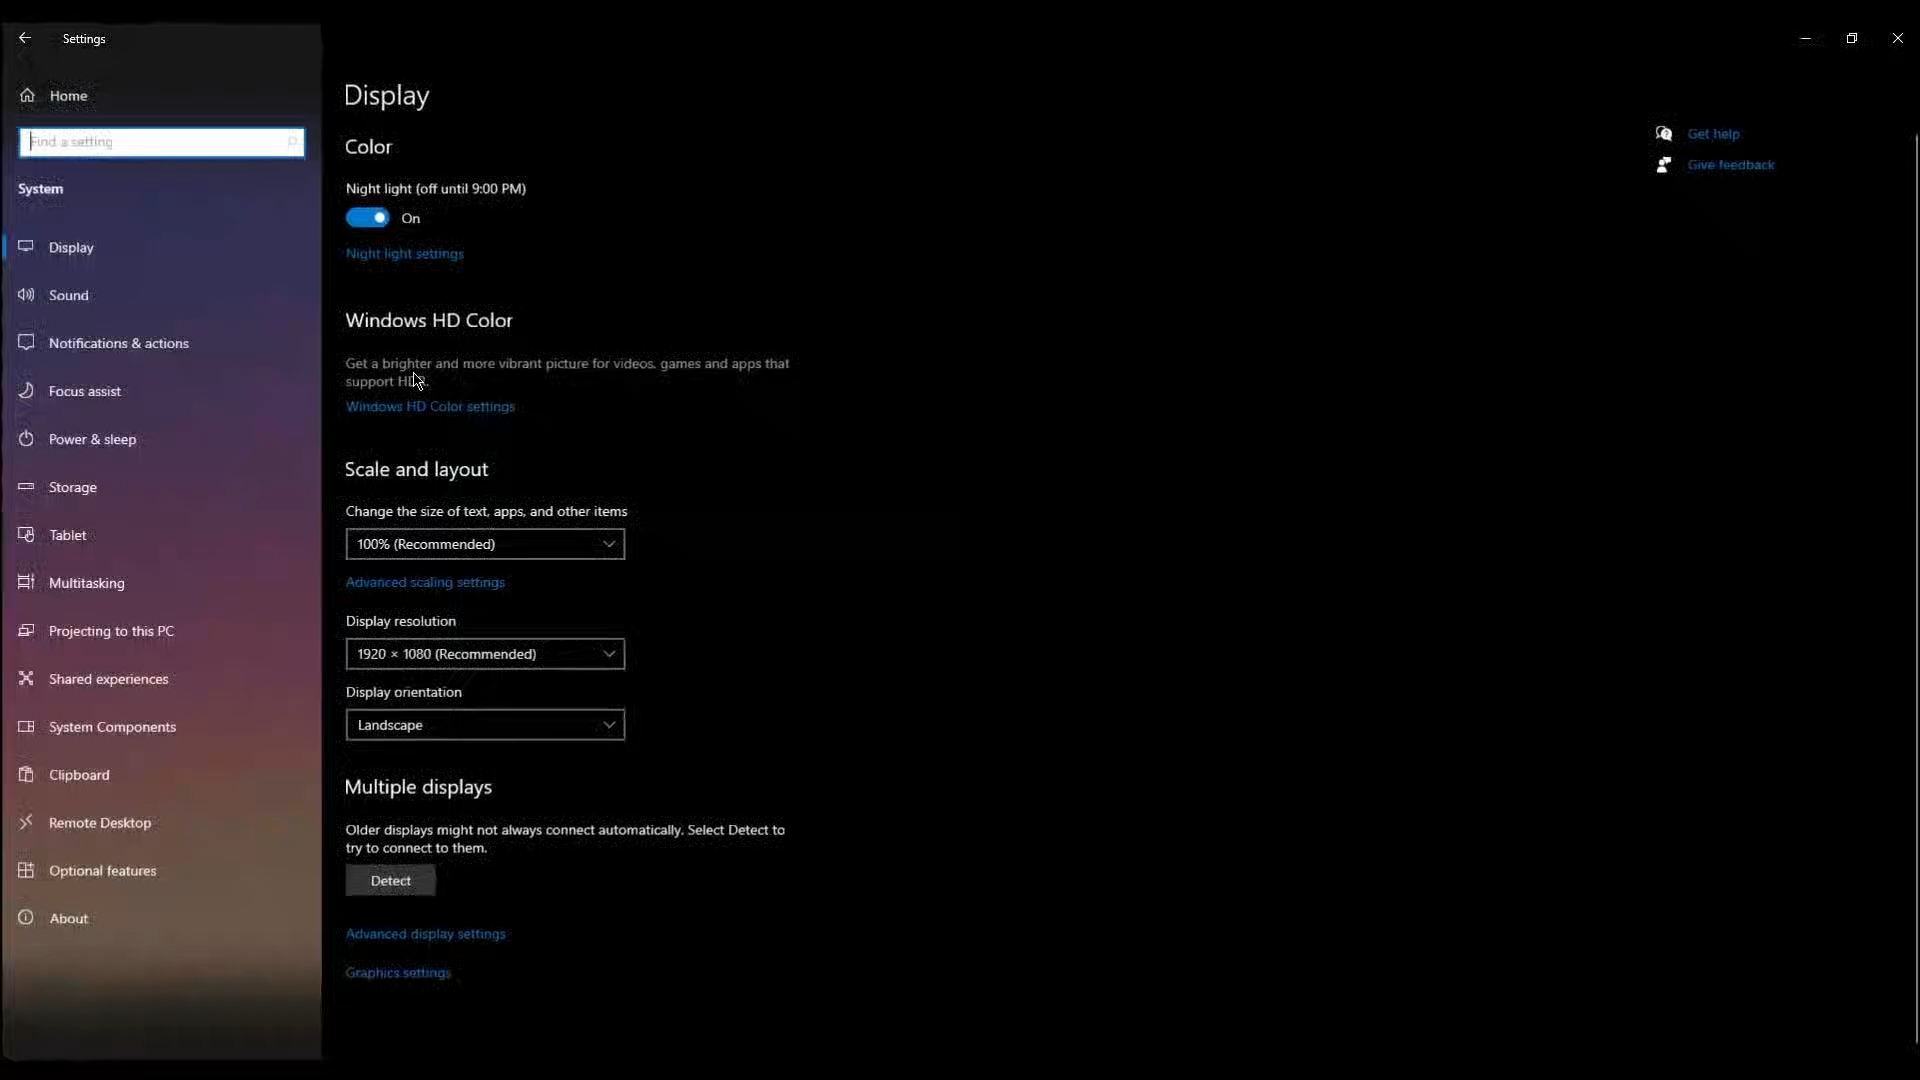 Settings
Home
Find a setting
System
Display
Sound
Notifications & actions
Focus assist
Power & sleep
Storage
Tablet
Multitasking
Projecting to this PC
Shared experiences
System Components
Clipboard
Remote Desktop
Optional features
About
Display
Color
Night light (off until 9:00 PM)
On
Night light settings
Windows HD Color
Get a brighter and more vibrant picture for videos, games and apps that
support HDR.
Windows HD Color settings
Scale and layout
Change the size of text, apps, and other items
100% (Recommended)
Advanced scaling settings
Display resolution
1920 × 1080 (Recommended)
Display orientation
Landscape
Multiple displays
Older displays might not always connect automatically. Select Detect to
try to connect to them.
Detect
Advanced display settings
Graphics settings
Get help
Give feedback